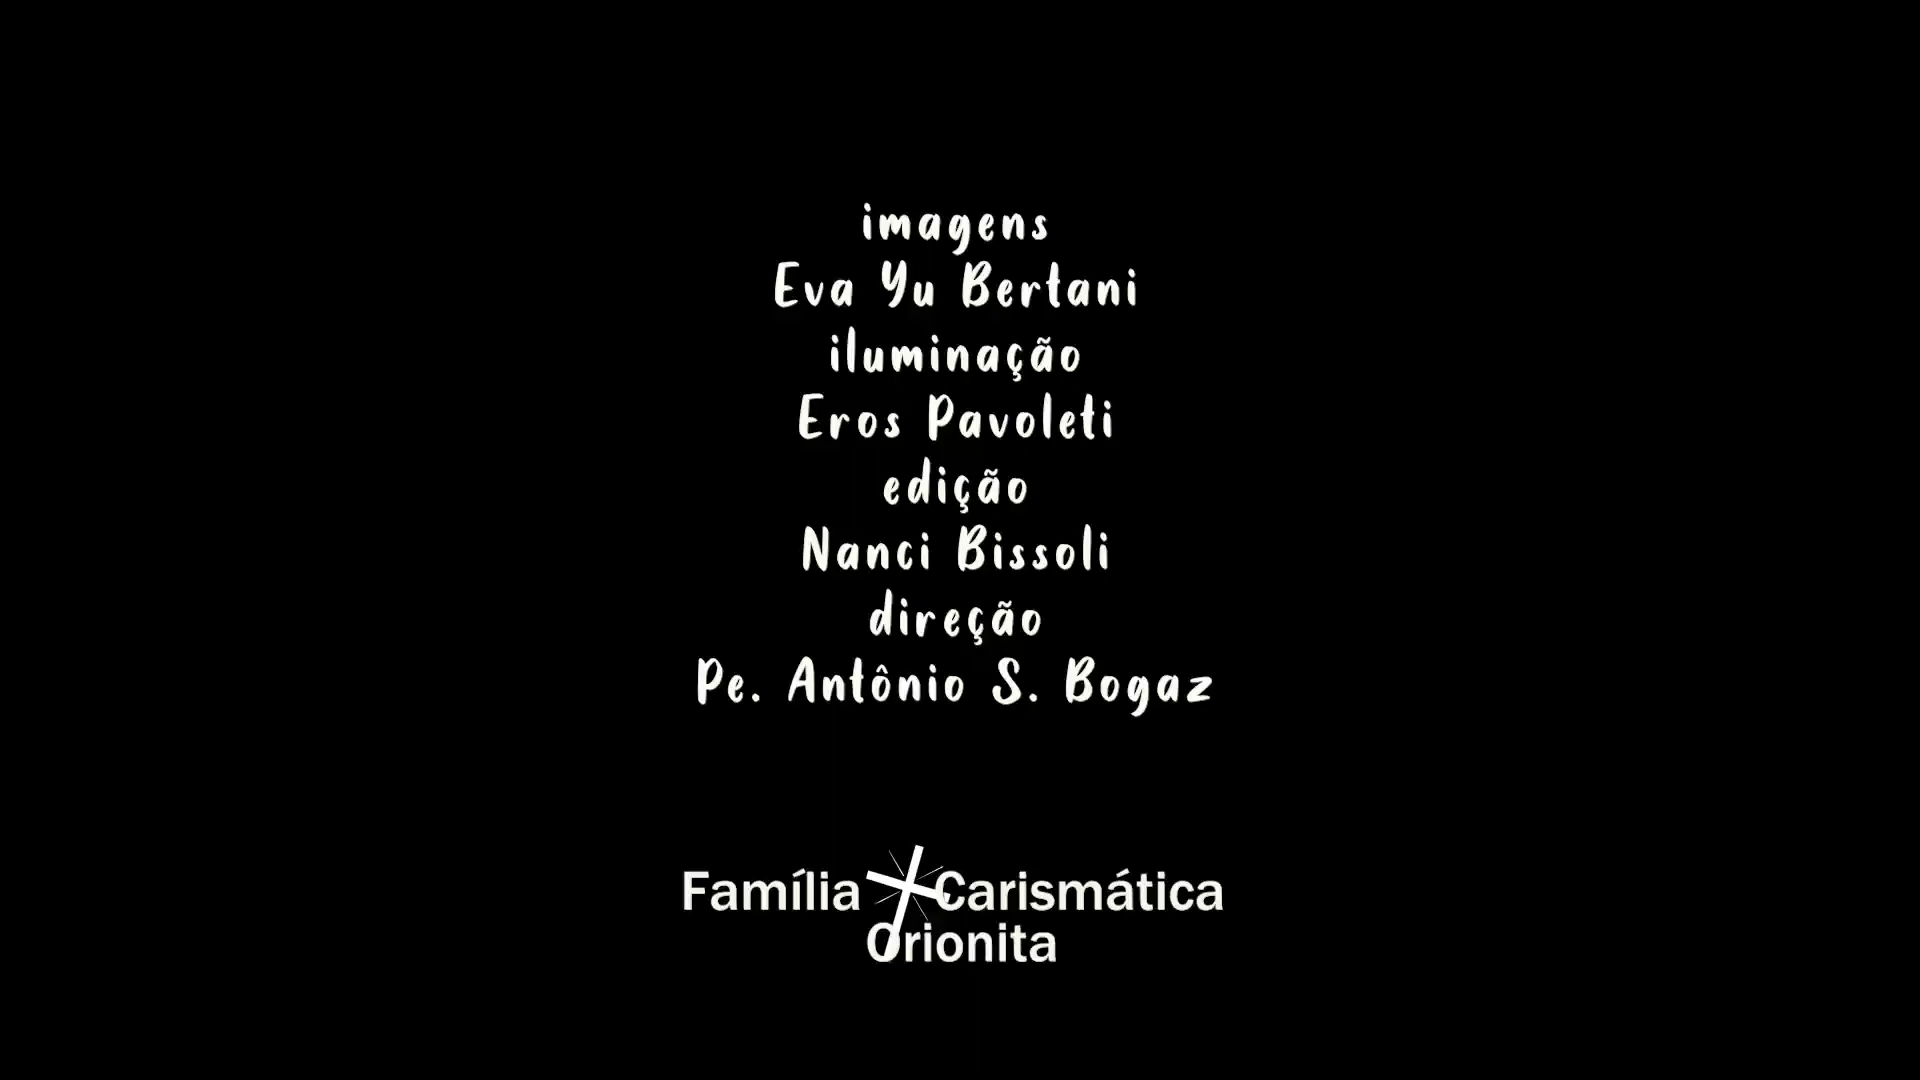 imagens
Eva Yu Bertani
iluminação
Eros Pavoleti
edição
Nanci Bissoli
direção
Pe. Antônio S. Bogaz
Família Carismática
Orionita